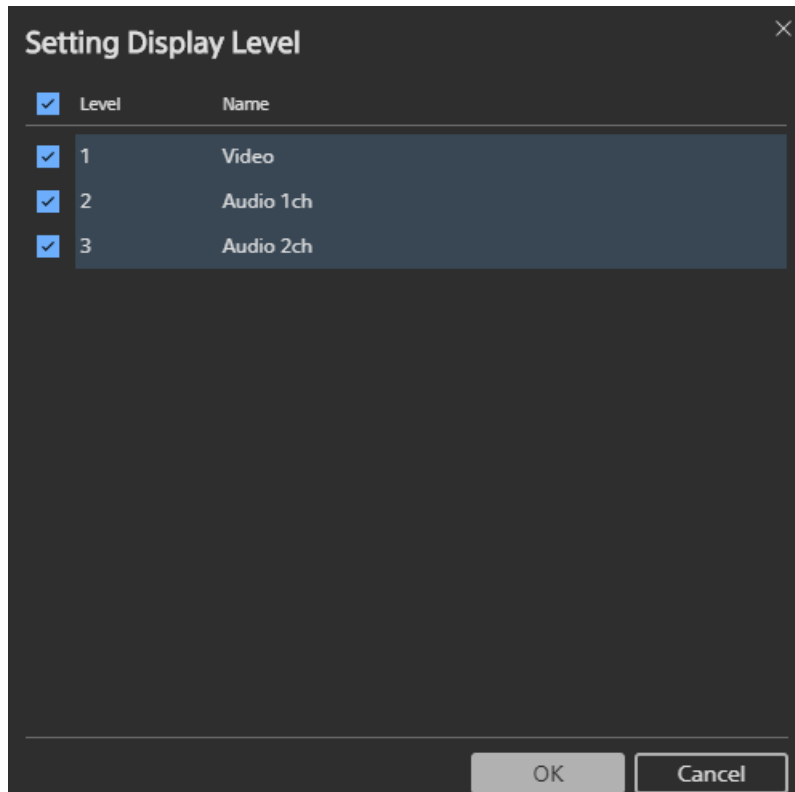 Setting Display Level
Level Name
1 Video
2 Audio 1ch
3 Audio 2ch
OK Cancel